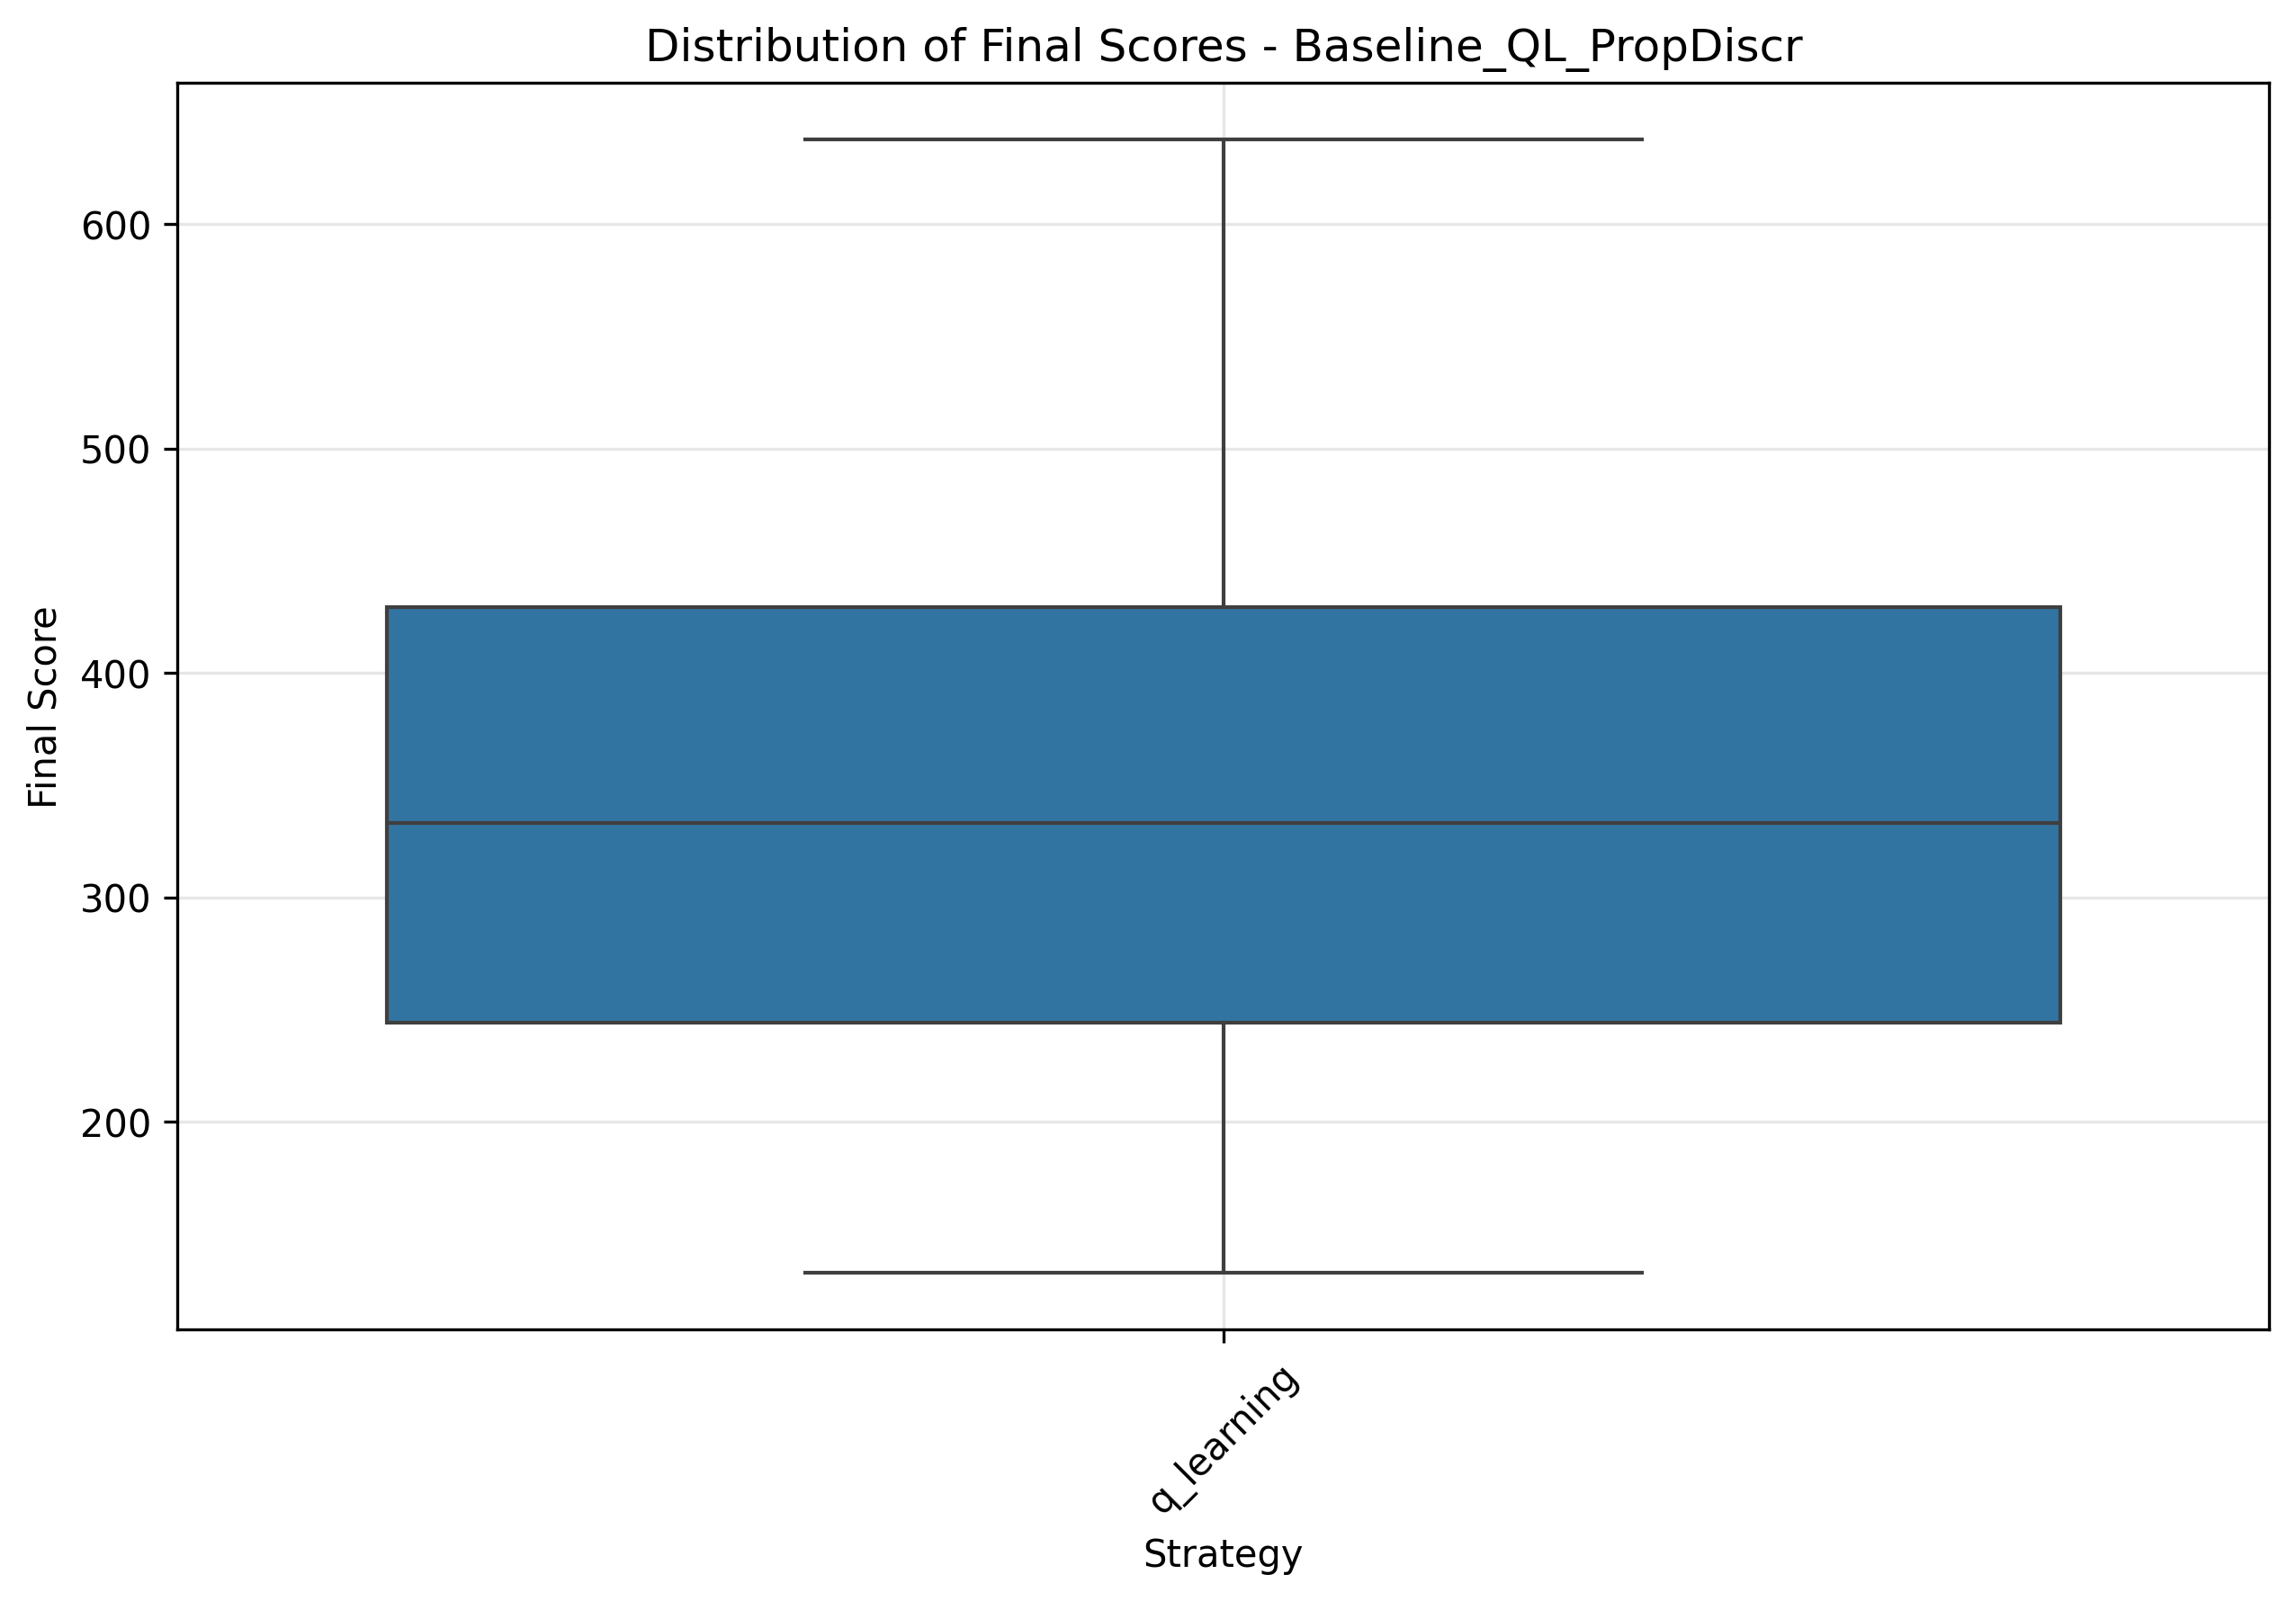 Distribution of Final Scores - Baseline_QL_PropDiscr
Final Score
600
500
400
300
200
q_learning
Strategy